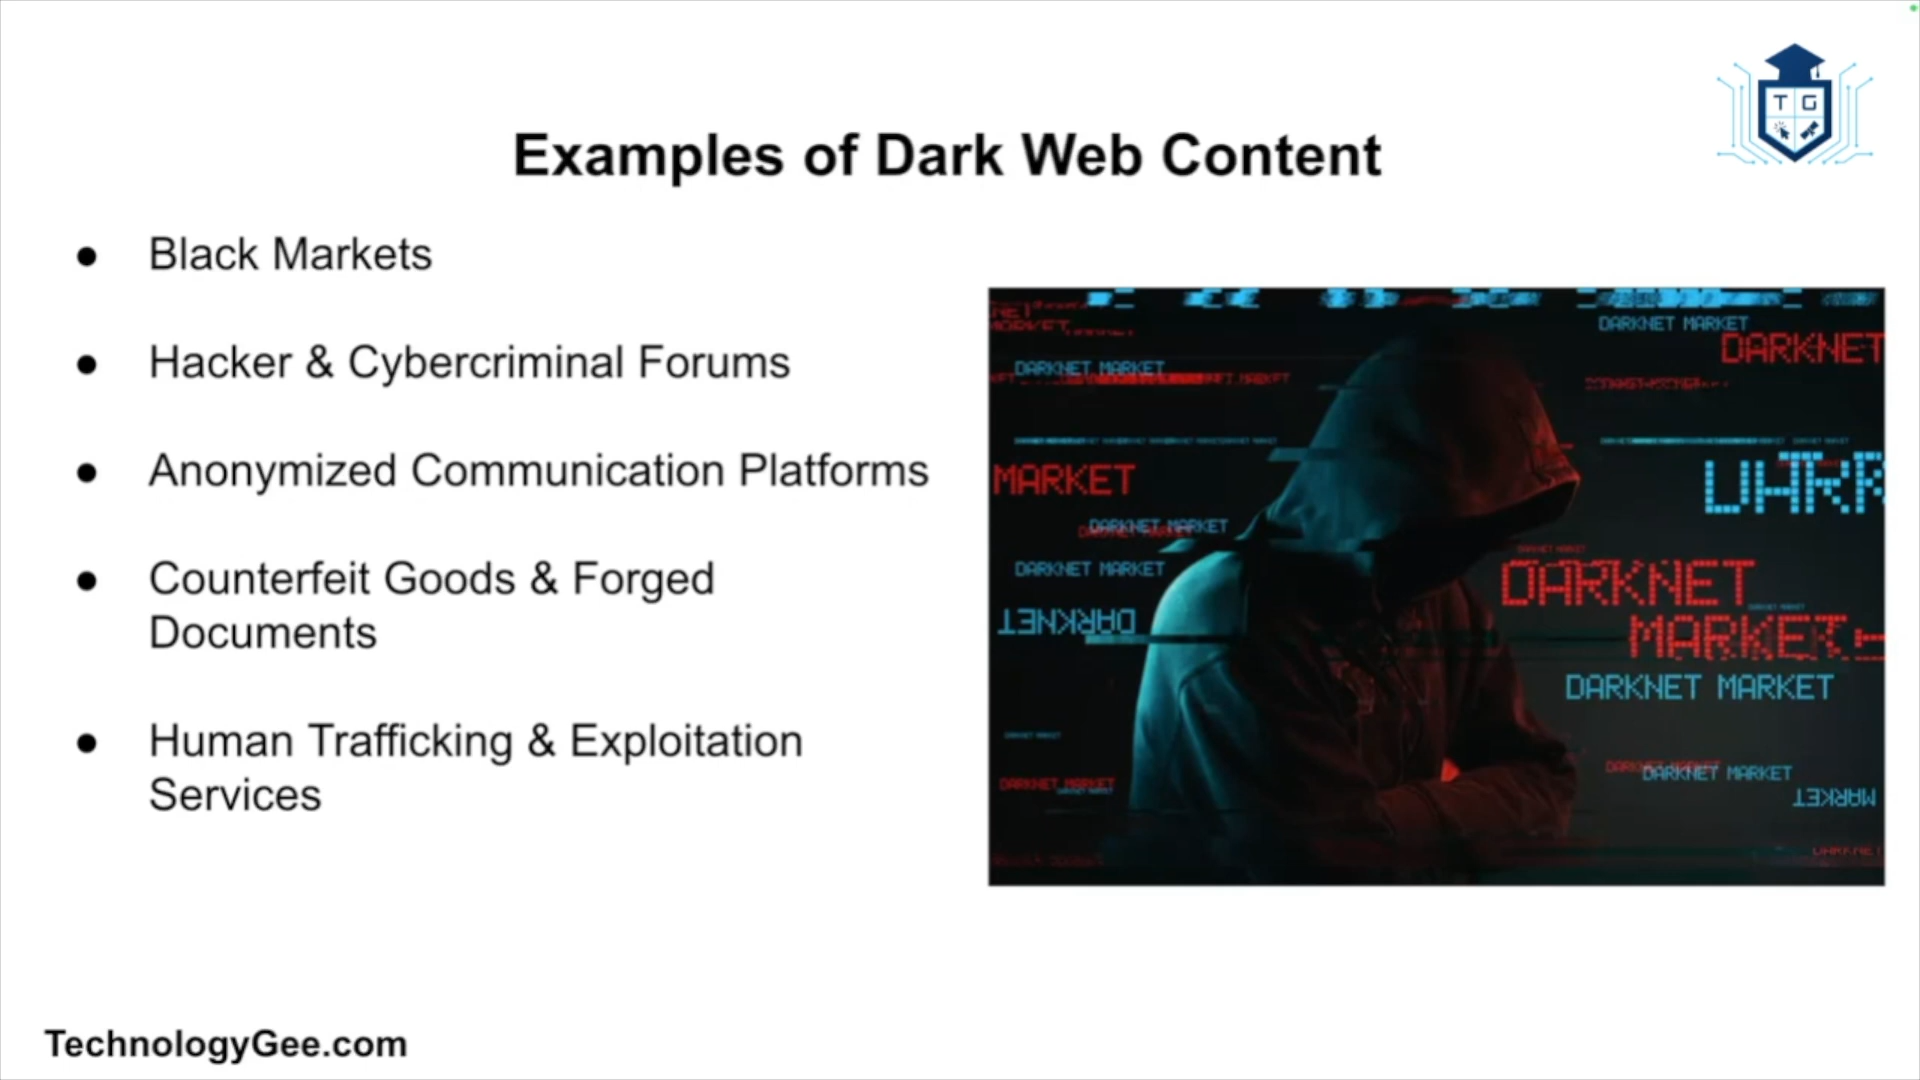 T G
Examples of Dark Web Content
Black Markets
Hacker & Cybercriminal Forums
Anonymized Communication Platforms
Counterfeit Goods & Forged
Documents
Human Trafficking & Exploitation
Services
DARKNET MARKET
DARKNET
DARKNET MARKET
MARKET
DARKNET MARKET
DARKNET MARKET
DARKNET
DARKNET
MARKET
DARKNET MARKET
DARKNET MARKET
DARKNET MARKET
MARKET
TechnologyGee.com